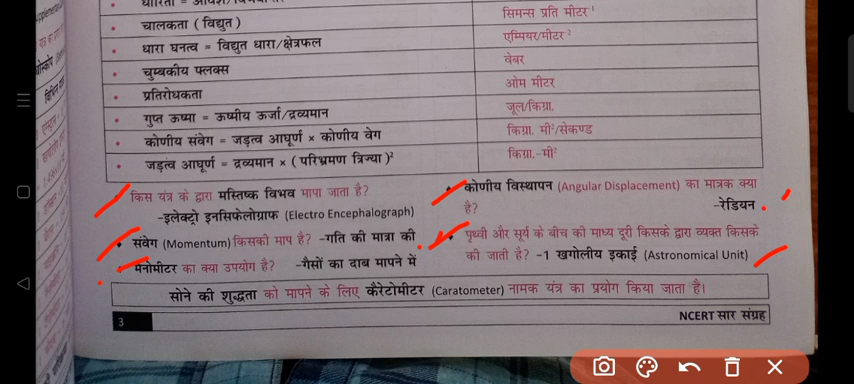 चालकता (विद्युत)
सिमन्स प्रति मीटर⁻¹
धारा घनत्व = विद्युत धारा/क्षेत्रफल
एम्पियर/मीटर⁻²
चुम्बकीय फ्लक्स
वेबर
प्रतिरोधकता
ओम मीटर
गुप्त ऊष्मा = ऊष्मीय ऊर्जा/द्रव्यमान
जूल/किग्रा.
कोणीय संवेग = जड़त्व आघूर्ण × कोणीय वेग
किग्रा. मी²/सेकण्ड
जड़त्व आघूर्ण = द्रव्यमान × (परिभ्रमण त्रिज्या)²
किग्रा.-मी²
किस यंत्र के द्वारा मस्तिष्क विभव मापा जाता है?
-इलेक्ट्रो इनसिफेलोग्राफ (Electro Encephalograph)
• संवेग (Momentum) किसकी माप है? -गति की मात्रा की
• मैनोमीटर का क्या उपयोग है? -गैसों का दाब मापने में
• कोणीय विस्थापन (Angular Displacement) का मात्रक क्या
है? -रेडियन
• पृथ्वी और सूर्य के बीच की माध्य दूरी किसके द्वारा व्यक्त किसके
की जाती है? -1 खगोलीय इकाई (Astronomical Unit)
सोने की शुद्धता को मापने के लिए कैरेटोमीटर (Caratometer) नामक यंत्र का प्रयोग किया जाता है।
3
NCERT सार संग्रह